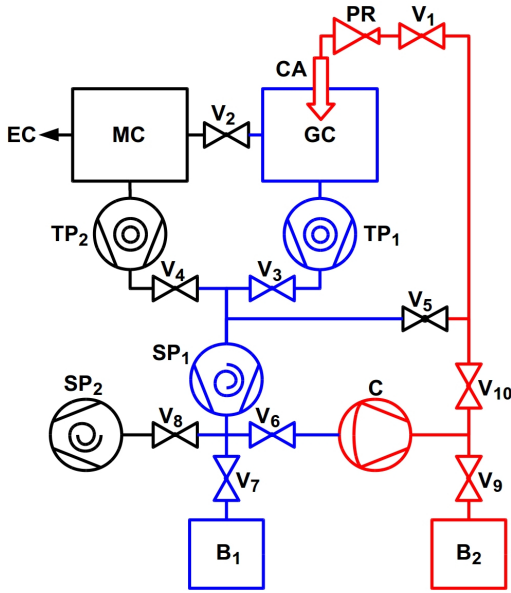 PR V₁
CA
V₂
EC MC GC
TP₂ TP₁
V₄ V₃
V₅
SP₁
SP₂ C V₁₀
V₈ V₆
V₇ V₉
B₁ B₂